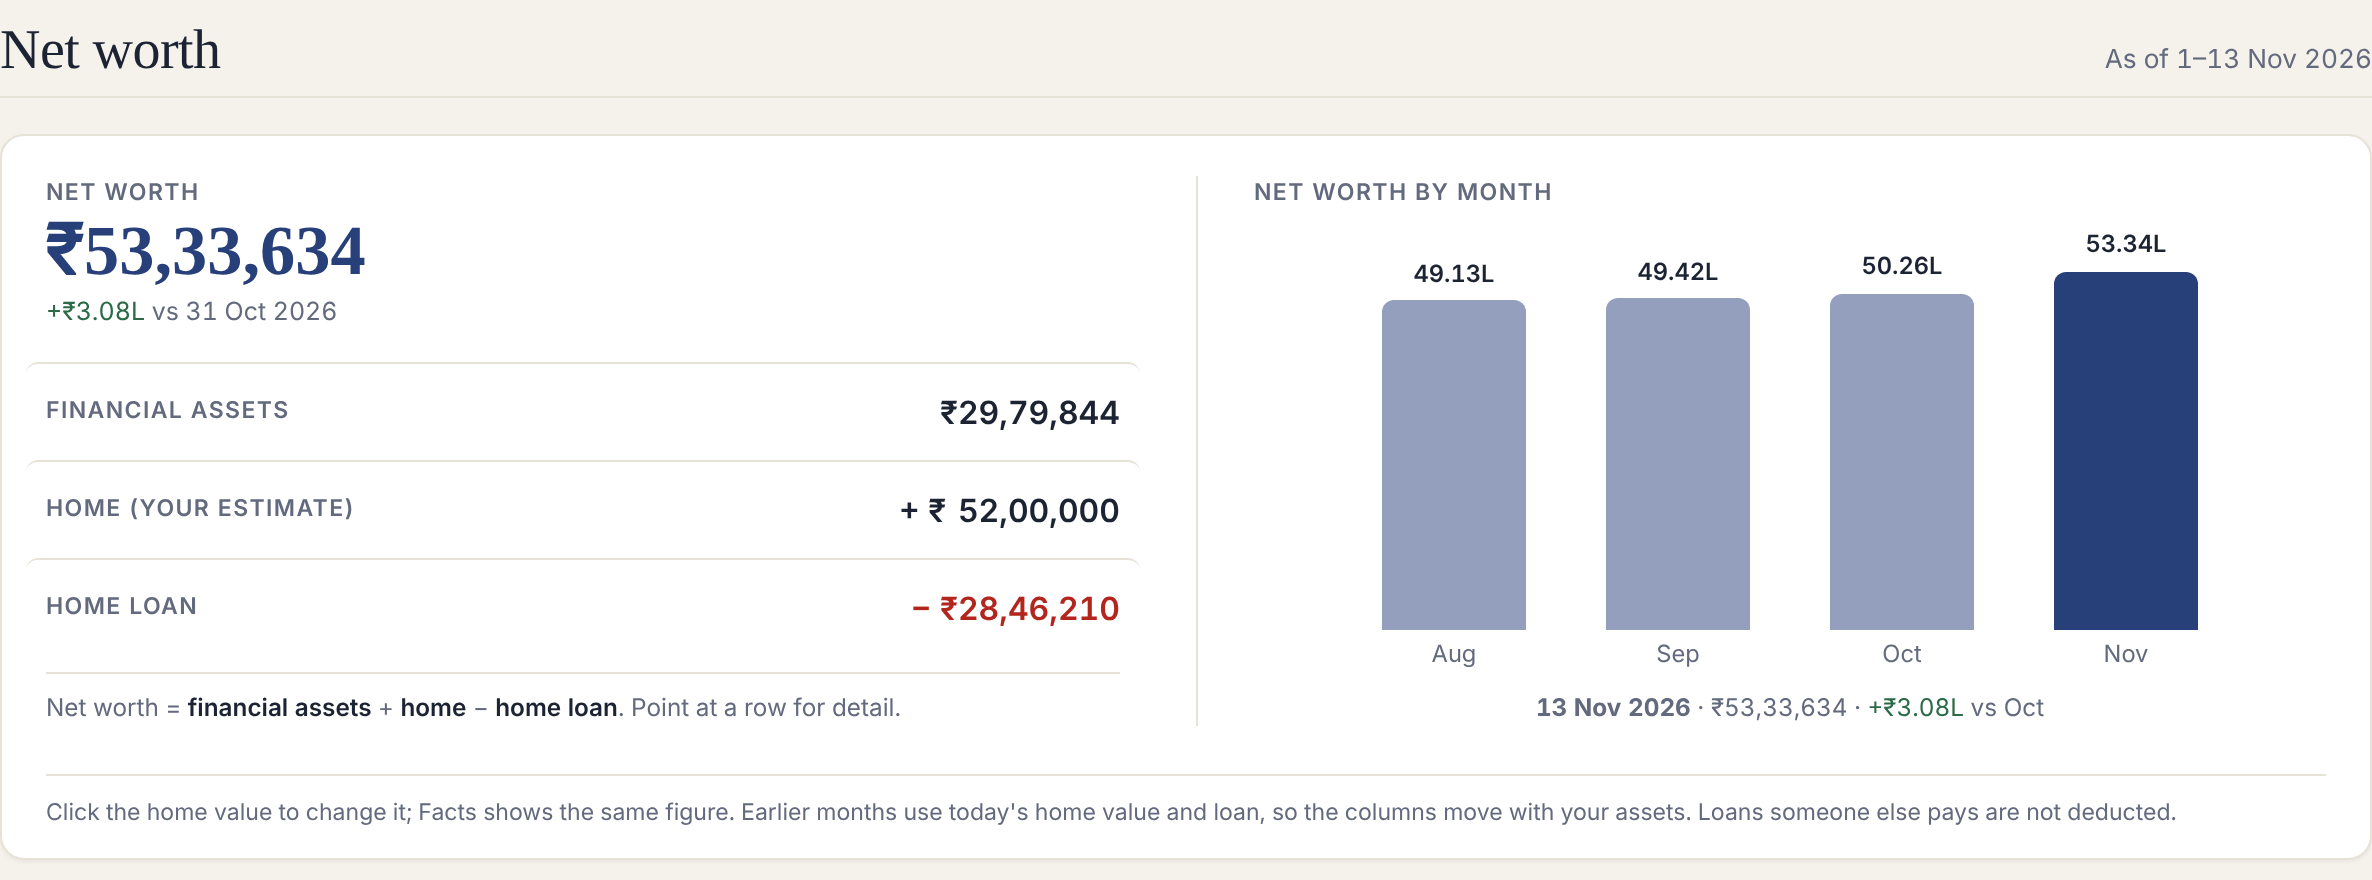 Net worth
As of 1–13 Nov 2026
NET WORTH
₹53,33,634
+₹3.08L vs 31 Oct 2026
FINANCIAL ASSETS
₹29,79,844
HOME (YOUR ESTIMATE)
+ ₹ 52,00,000
HOME LOAN
− ₹28,46,210
Net worth = financial assets + home − home loan. Point at a row for detail.
NET WORTH BY MONTH
49.13L
49.42L
50.26L
53.34L
Aug
Sep
Oct
Nov
13 Nov 2026 · ₹53,33,634 · +₹3.08L vs Oct
Click the home value to change it; Facts shows the same figure. Earlier months use today's home value and loan, so the columns move with your assets. Loans someone else pays are not deducted.